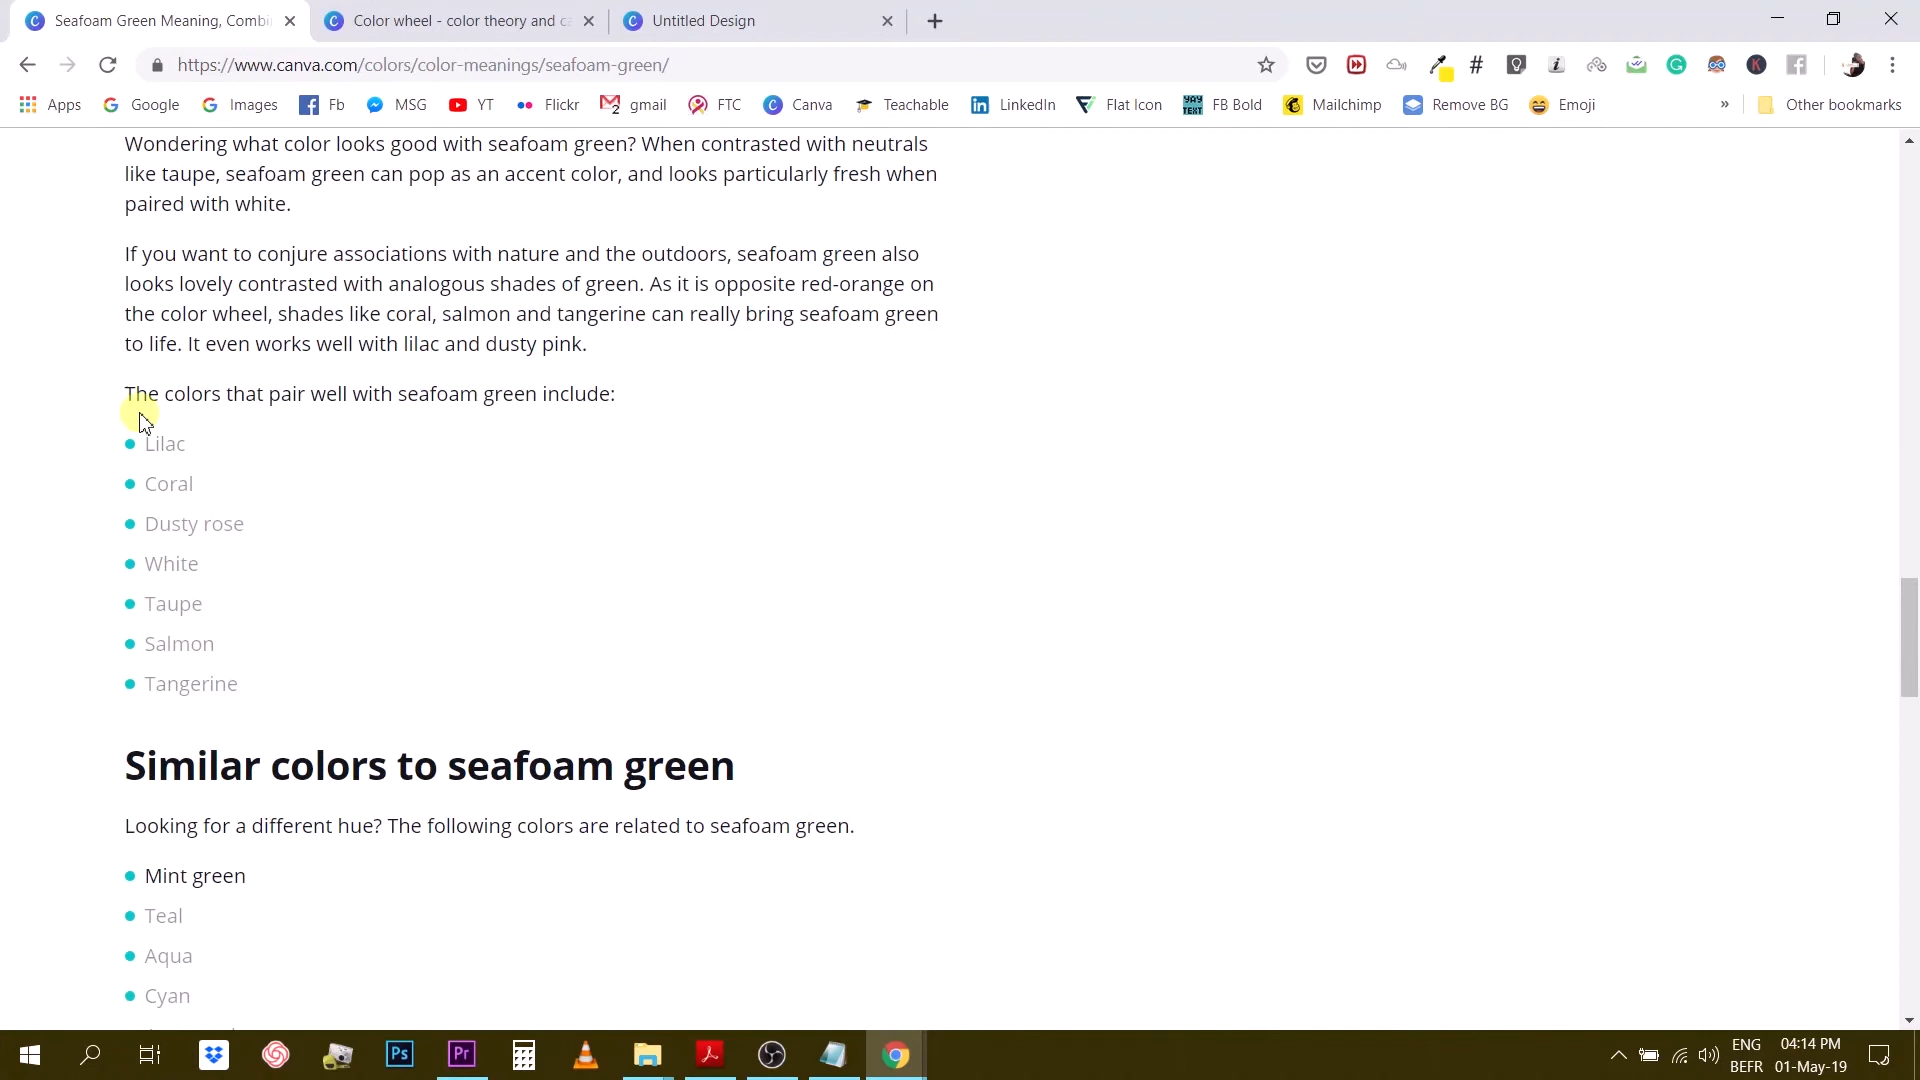 Seafoam Green Meaning, Combi
Color wheel - color theory and c
Untitled Design
https://www.canva.com/colors/color-meanings/seafoam-green/
Apps Google Images Fb MSG YT Flickr gmail FTC Canva Teachable LinkedIn Flat Icon FB Bold Mailchimp Remove BG Emoji » Other bookmarks
Wondering what color looks good with seafoam green? When contrasted with neutrals
like taupe, seafoam green can pop as an accent color, and looks particularly fresh when
paired with white.
If you want to conjure associations with nature and the outdoors, seafoam green also
looks lovely contrasted with analogous shades of green. As it is opposite red-orange on
the color wheel, shades like coral, salmon and tangerine can really bring seafoam green
to life. It even works well with lilac and dusty pink.
The colors that pair well with seafoam green include:
Lilac
Coral
Dusty rose
White
Taupe
Salmon
Tangerine
Similar colors to seafoam green
Looking for a different hue? The following colors are related to seafoam green.
Mint green
Teal
Aqua
Cyan
Ps Pr
ENG 04:14 PM
BEFR 01-May-19